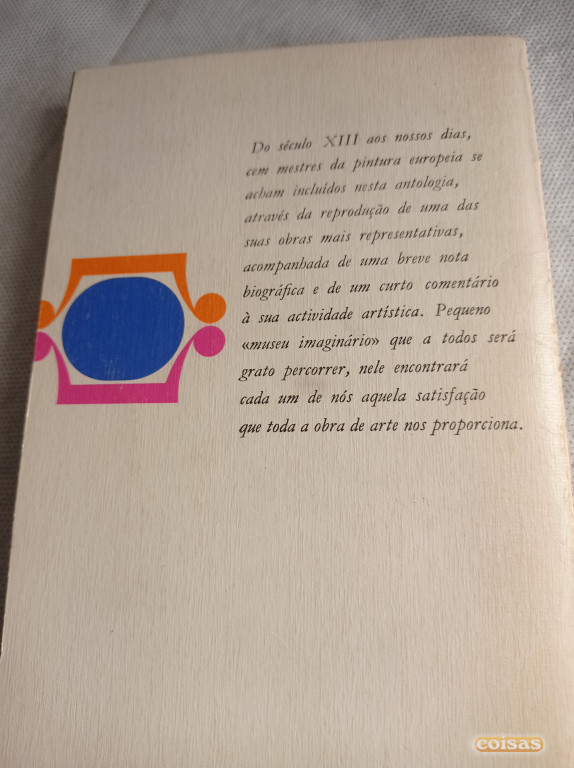 Do século XIII aos nossos dias,
cem mestres da pintura europeia se
acham incluídos nesta antologia,
através da reprodução de uma das
suas obras mais representativas,
acompanhada de uma breve nota
biográfica e de um curto comentário
à sua actividade artística. Pequeno
«museu imaginário» que a todos será
grato percorrer, nele encontrará
cada um de nós aquela satisfação
que toda a obra de arte nos proporciona.
coisas